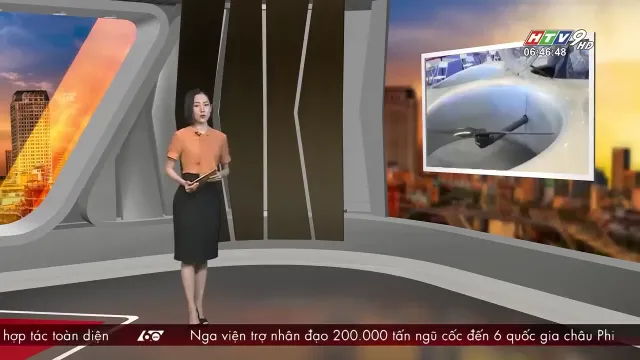 HTV9 HD
06:46:48
hợp tác toàn diện 60 Nga viện trợ nhân đạo 200.000 tấn ngũ cốc đến 6 quốc gia châu Phi